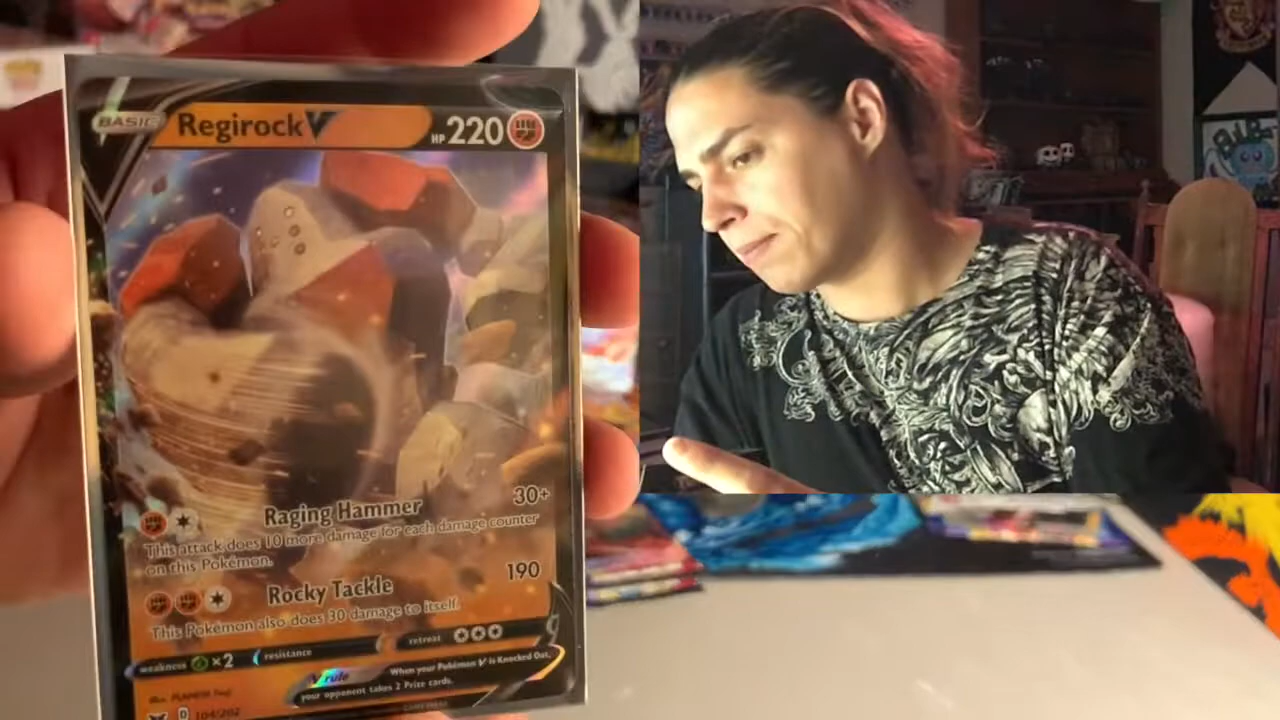 BASIC
Regirock V
HP 220
Raging Hammer 30+
This attack does 10 more damage for each damage counter
on this Pokémon.
Rocky Tackle 190
This Pokémon also does 30 damage to itself.
weakness ×2 resistance retreat
V rule When your Pokémon V is Knocked Out,
your opponent takes 2 Prize cards.
D 104/202